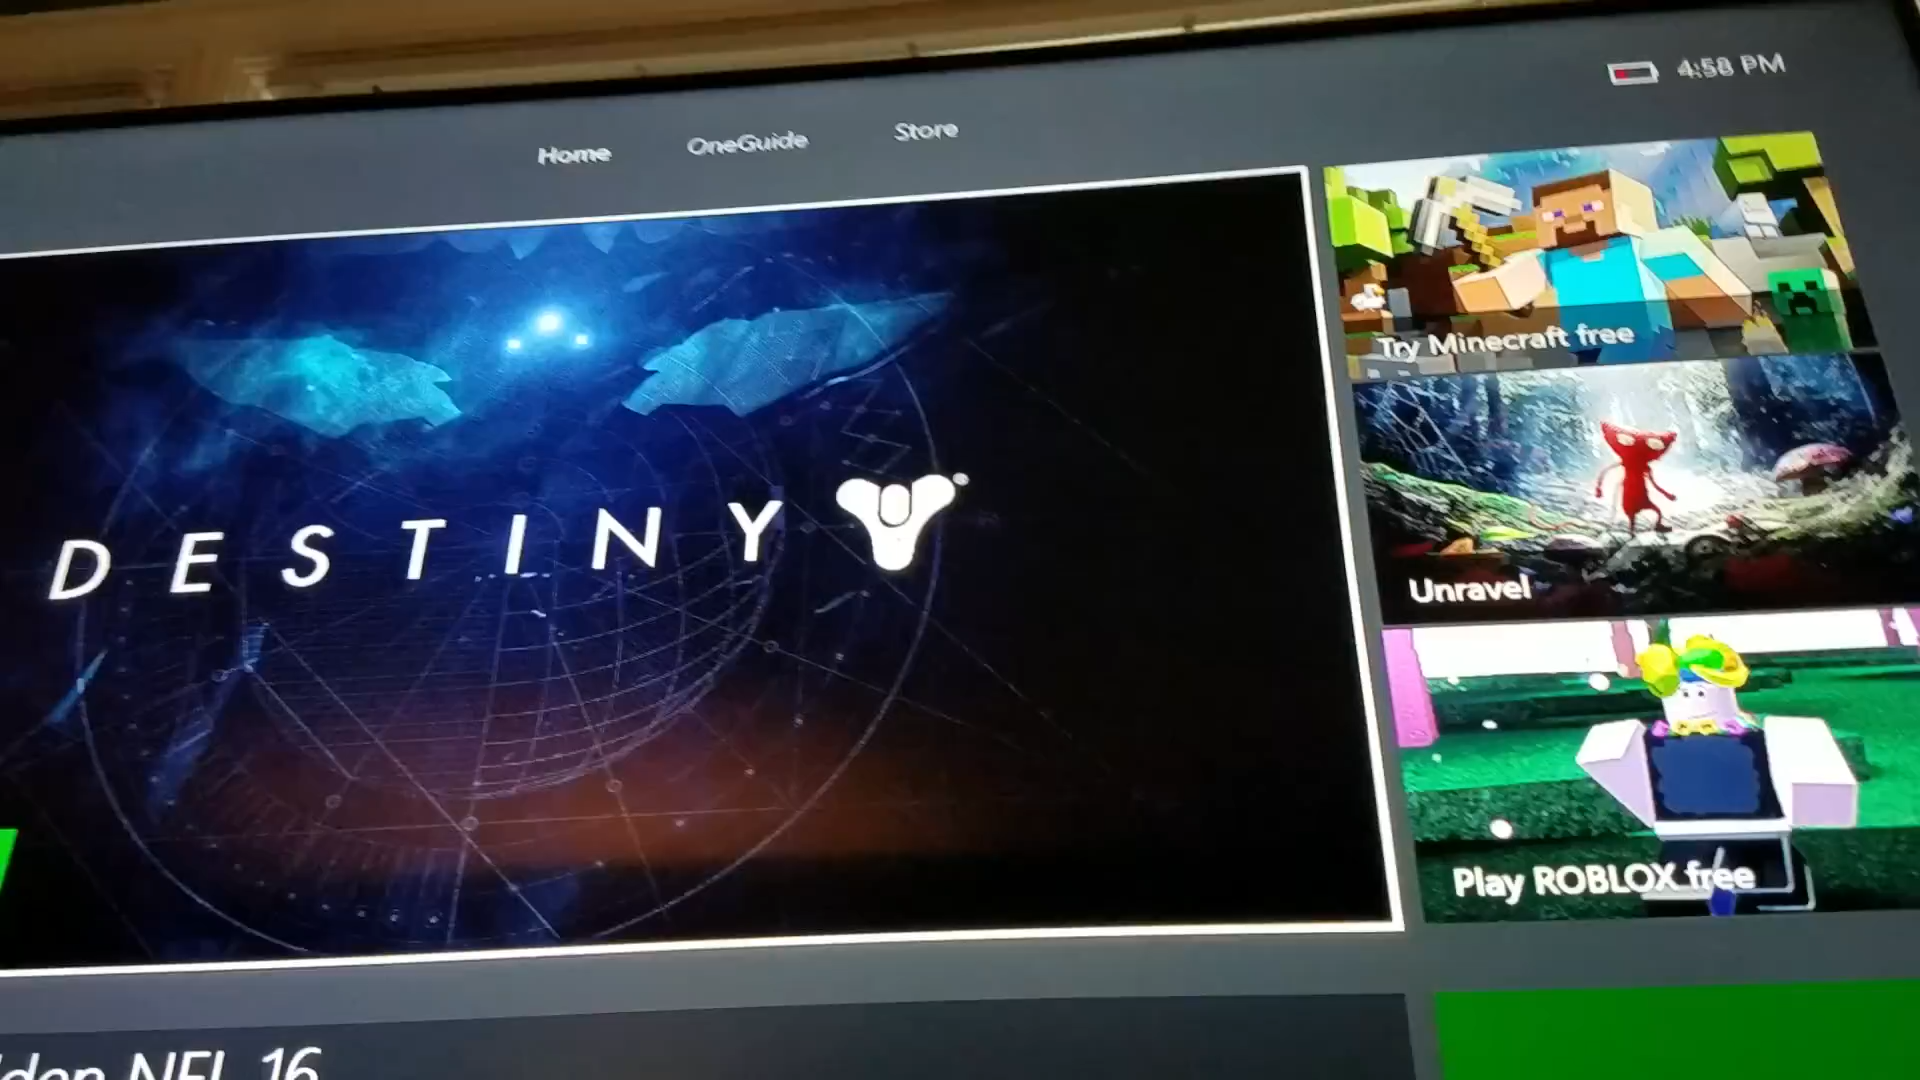 4:58 PM
Home OneGuide Store
DESTINY
Try Minecraft free
Unravel
Play ROBLOX free
NFL 16